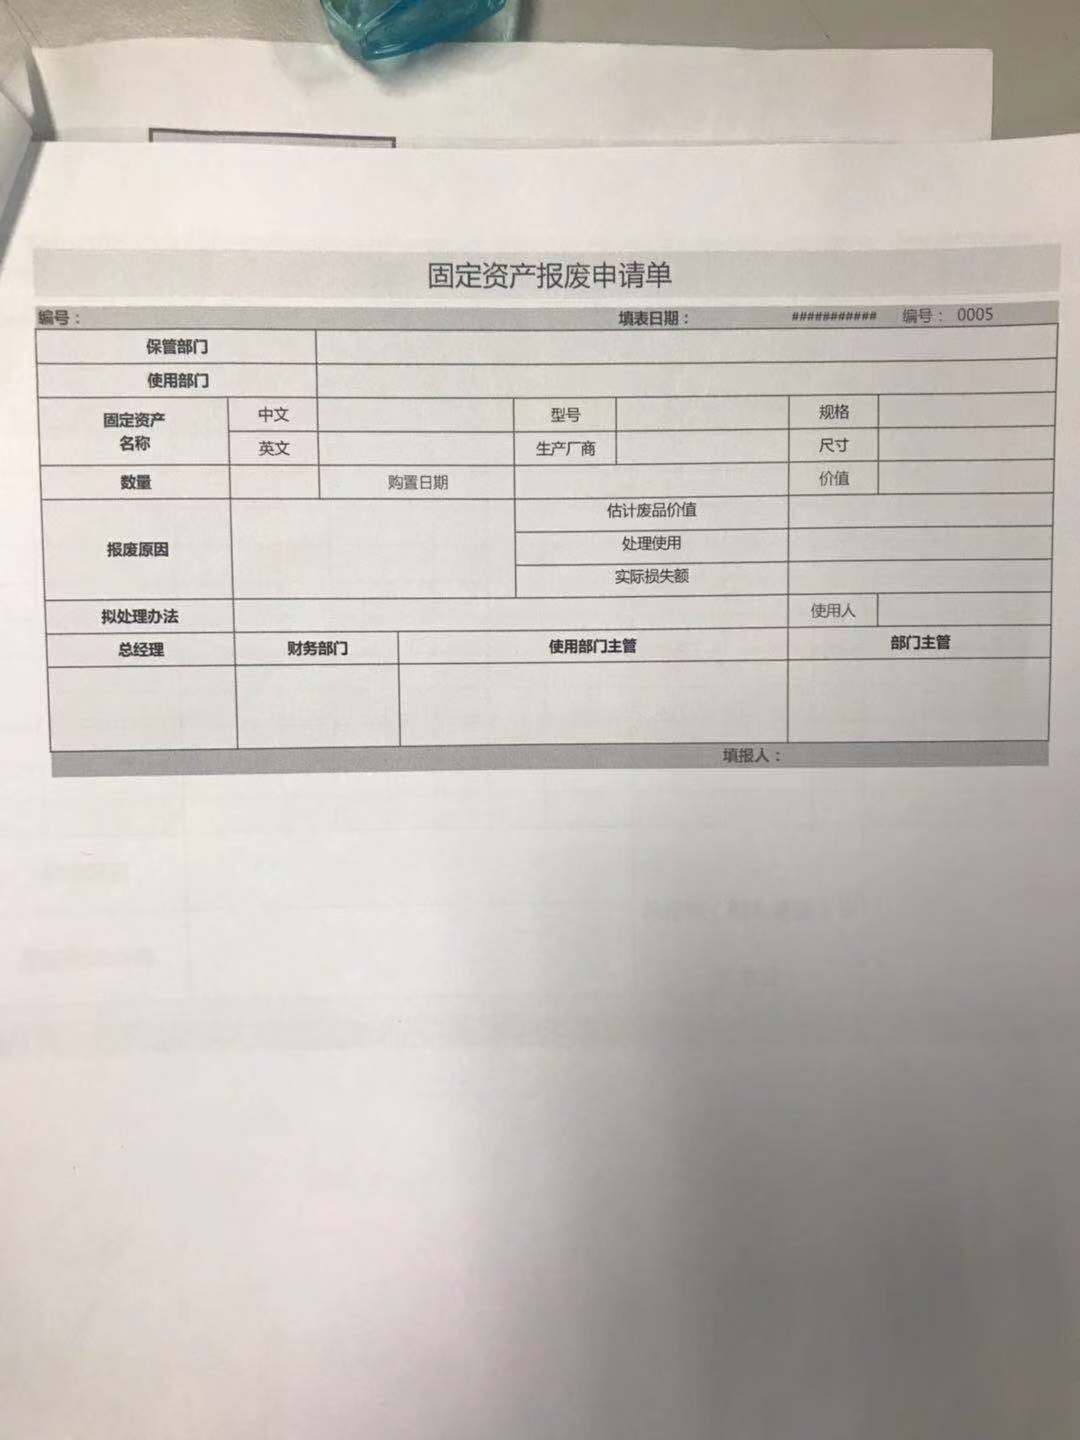 固定资产报废申请单
编号： 填表日期： ########### 编号： 0005
保管部门
使用部门
固定资产
名称
中文 型号 规格
英文 生产厂商 尺寸
数量 购置日期 价值
报废原因
估计废品价值
处理使用
实际损失额
拟处理办法 使用人
总经理 财务部门 使用部门主管 部门主管
填报人：